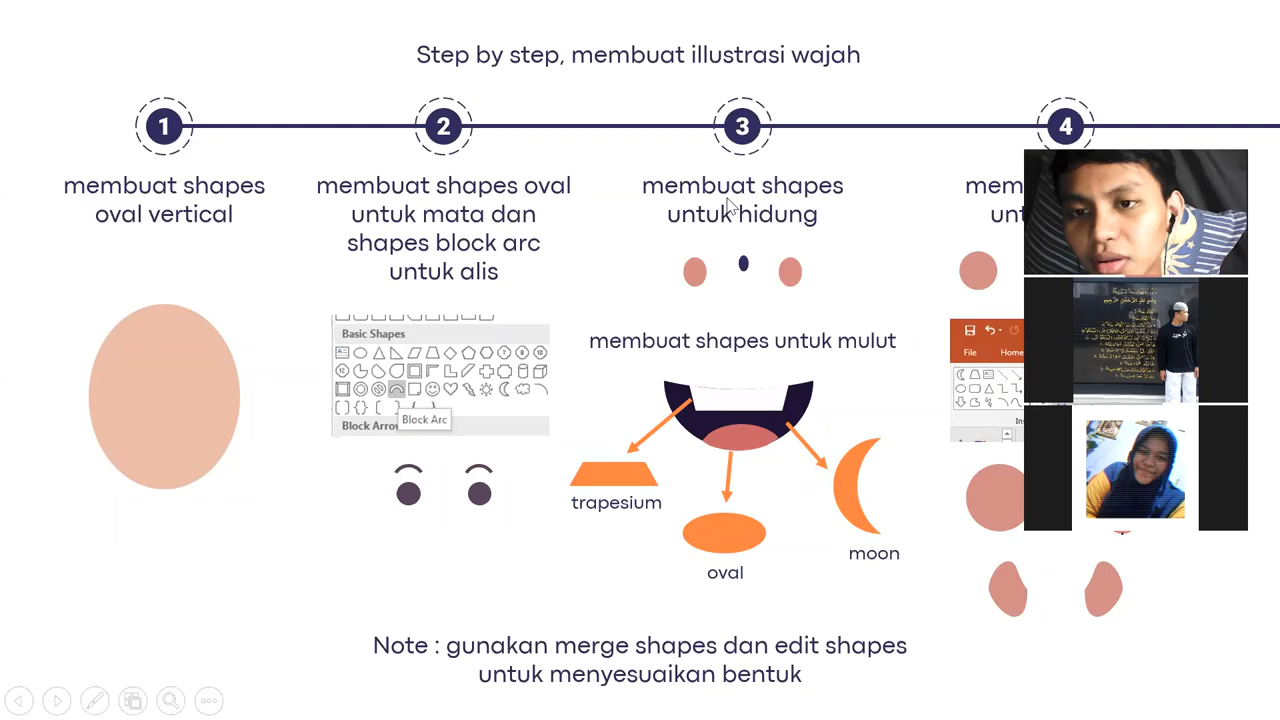 Step by step, membuat illustrasi wajah
1
2
3
4
membuat shapes
oval vertical
membuat shapes oval
untuk mata dan
shapes block arc
untuk alis
Basic Shapes
Block Arc
membuat shapes
untuk hidung
membuat shapes untuk mulut
trapesium
oval
moon
File
Home
Note : gunakan merge shapes dan edit shapes
untuk menyesuaikan bentuk